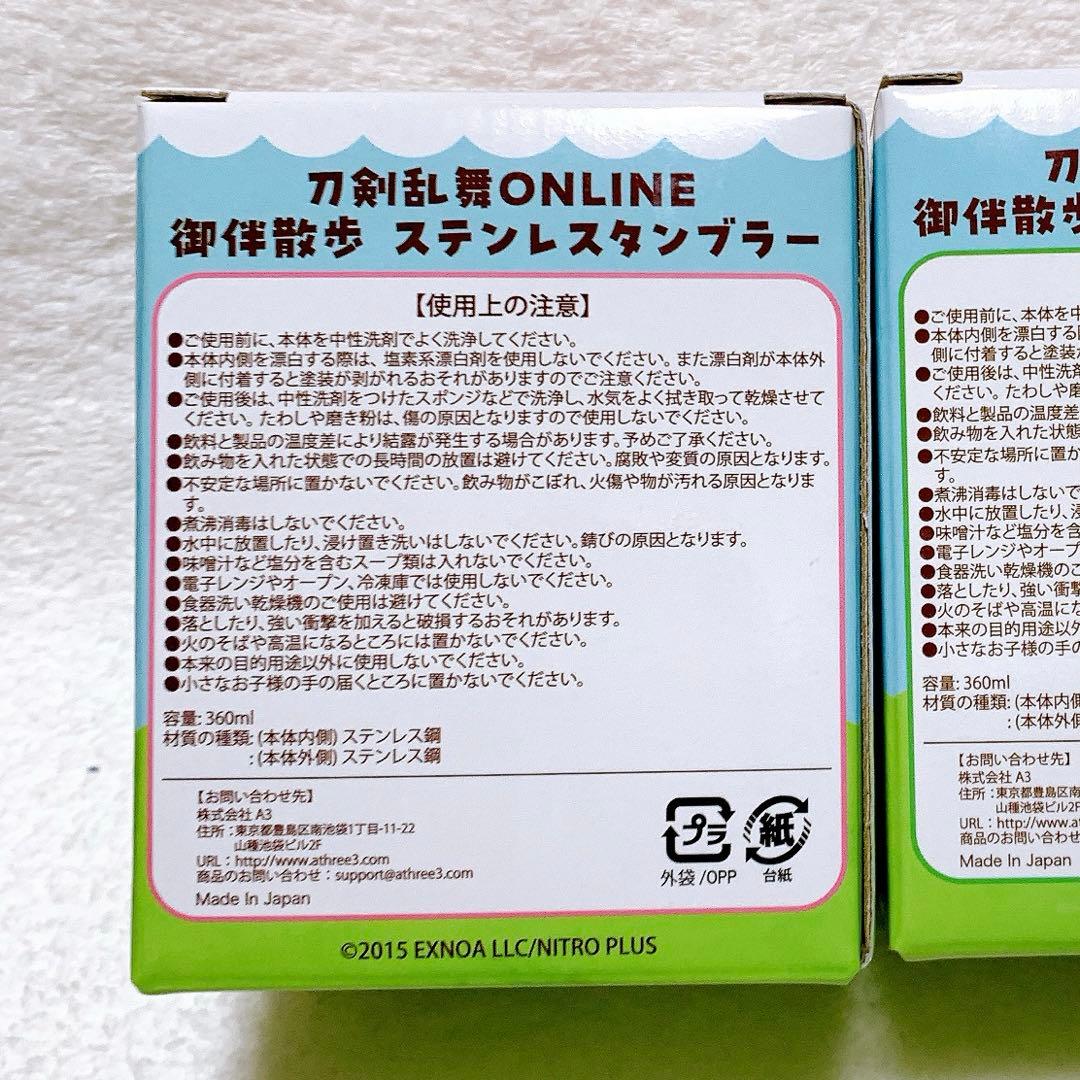 刀剣乱舞ONLINE
御伴散歩 ステンレスタンブラー
【使用上の注意】
●ご使用前に、本体を中性洗剤でよく洗浄してください。
●本体内側を漂白する際は、塩素系漂白剤を使用しないでください。また漂白剤が本体外
側に付着すると塗装が剥がれるおそれがありますのでご注意ください。
●ご使用後は、中性洗剤をつけたスポンジなどで洗浄し、水気をよく拭き取って乾燥させて
ください。たわしや磨き粉は、傷の原因となりますので使用しないでください。
●飲料と製品の温度差により結露が発生する場合があります。予めご了承ください。
●飲み物を入れた状態での長時間の放置は避けてください。腐敗や変質の原因となります。
●不安定な場所に置かないでください。飲み物がこぼれ、火傷や物が汚れる原因となりま
す。
●煮沸消毒はしないでください。
●水中に放置したり、浸け置き洗いはしないでください。錆びの原因となります。
●味噌汁など塩分を含むスープ類は入れないでください。
●電子レンジやオーブン、冷凍庫では使用しないでください。
●食器洗い乾燥機のご使用は避けてください。
●落としたり、強い衝撃を加えると破損するおそれがあります。
●火のそばや高温になるところには置かないでください。
●本来の目的用途以外に使用しないでください。
●小さなお子様の手の届くところに置かないでください。
容量: 360ml
材質の種類: (本体内側) ステンレス鋼
: (本体外側) ステンレス鋼
【お問い合わせ先】
株式会社 A3
住所：東京都豊島区南池袋1丁目-11-22
山種池袋ビル2F
URL：http://www.athree3.com
商品のお問い合わせ：support@athree3.com
Made In Japan
プラ
外袋 /OPP
紙
台紙
©2015 EXNOA LLC/NITRO PLUS
刀
御伴散歩
●ご使用前に、本体を中
●本体内側を漂白する
側に付着すると塗装
●ご使用後は、中性洗剤
ください。たわしや磨
●飲料と製品の温度差
●飲み物を入れた状態
●不安定な場所に置か
●煮沸消毒はしないで
●水中に放置したり、浸
●味噌汁など塩分を含
●電子レンジやオーブ
●食器洗い乾燥機のご
●落としたり、強い衝撃
●火のそばや高温にな
●本来の目的用途以外
●小さなお子様の手の
容量: 360ml
材質の種類: (本体内側
: (本体外側
【お問い合わせ先】
株式会社 A3
住所：東京都豊島区南
山種池袋ビル2F
URL：http://www.at
商品のお問い合わせ
Made In Japan